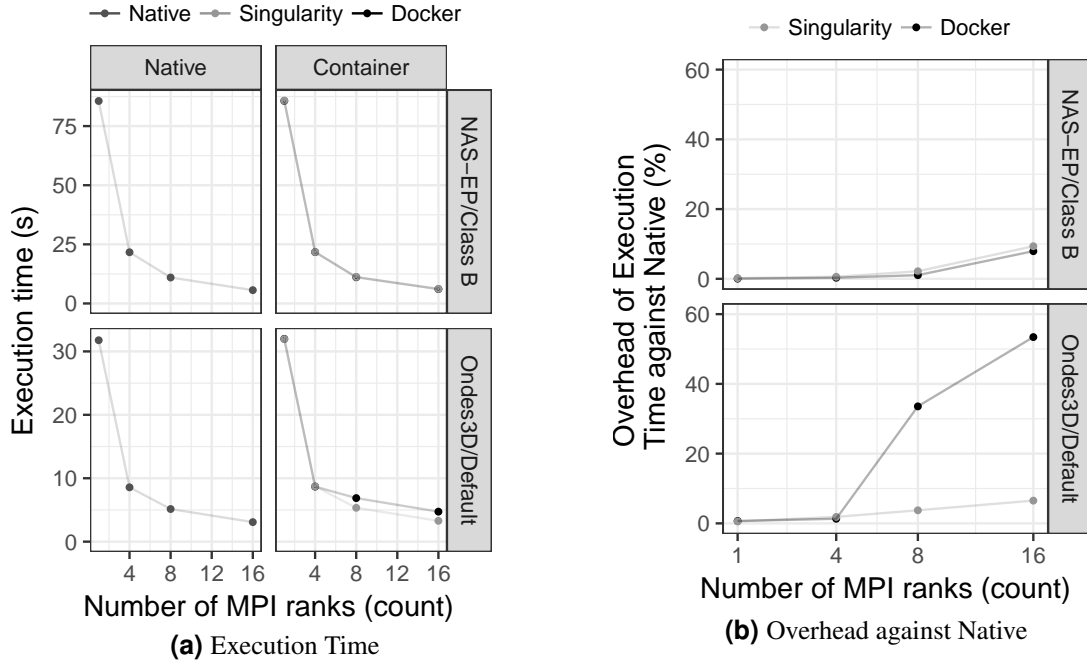 Native Singularity Docker
Native
Container
Execution time (s)
75
50
25
0
NAS−EP/Class B
30
20
10
0
Ondes3D/Default
4 8 12 16
4 8 12 16
Number of MPI ranks (count)
(a) Execution Time
Singularity Docker
Overhead of Execution
Time against Native (%)
60
40
20
0
NAS−EP/Class B
60
40
20
0
Ondes3D/Default
1 4 8 16
Number of MPI ranks (count)
(b) Overhead against Native